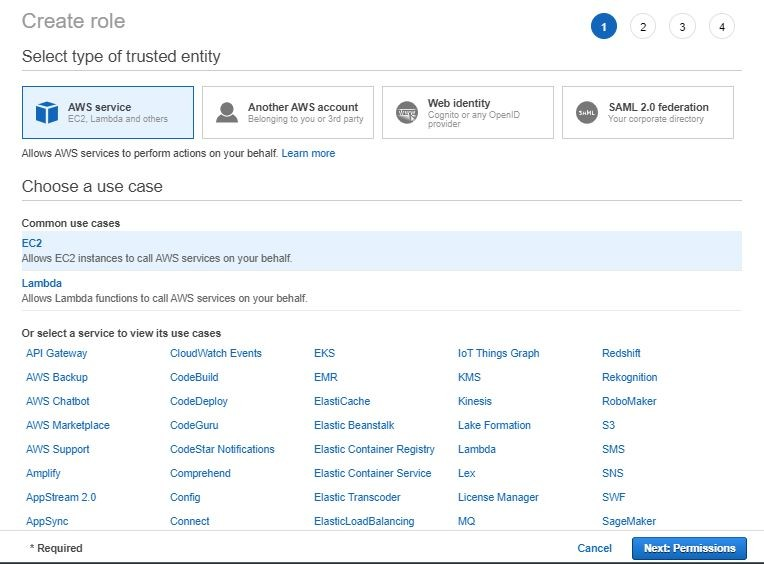 Create role
1 2 3 4
Select type of trusted entity
AWS service
EC2, Lambda and others
Another AWS account
Belonging to you or 3rd party
Web identity
Cognito or any OpenID
provider
SAML
SAML 2.0 federation
Your corporate directory
Allows AWS services to perform actions on your behalf. Learn more
Choose a use case
Common use cases
EC2
Allows EC2 instances to call AWS services on your behalf.
Lambda
Allows Lambda functions to call AWS services on your behalf.
Or select a service to view its use cases
API Gateway CloudWatch Events EKS IoT Things Graph Redshift
AWS Backup CodeBuild EMR KMS Rekognition
AWS Chatbot CodeDeploy ElastiCache Kinesis RoboMaker
AWS Marketplace CodeGuru Elastic Beanstalk Lake Formation S3
AWS Support CodeStar Notifications Elastic Container Registry Lambda SMS
Amplify Comprehend Elastic Container Service Lex SNS
AppStream 2.0 Config Elastic Transcoder License Manager SWF
AppSync Connect ElasticLoadBalancing MQ SageMaker
* Required Cancel Next: Permissions